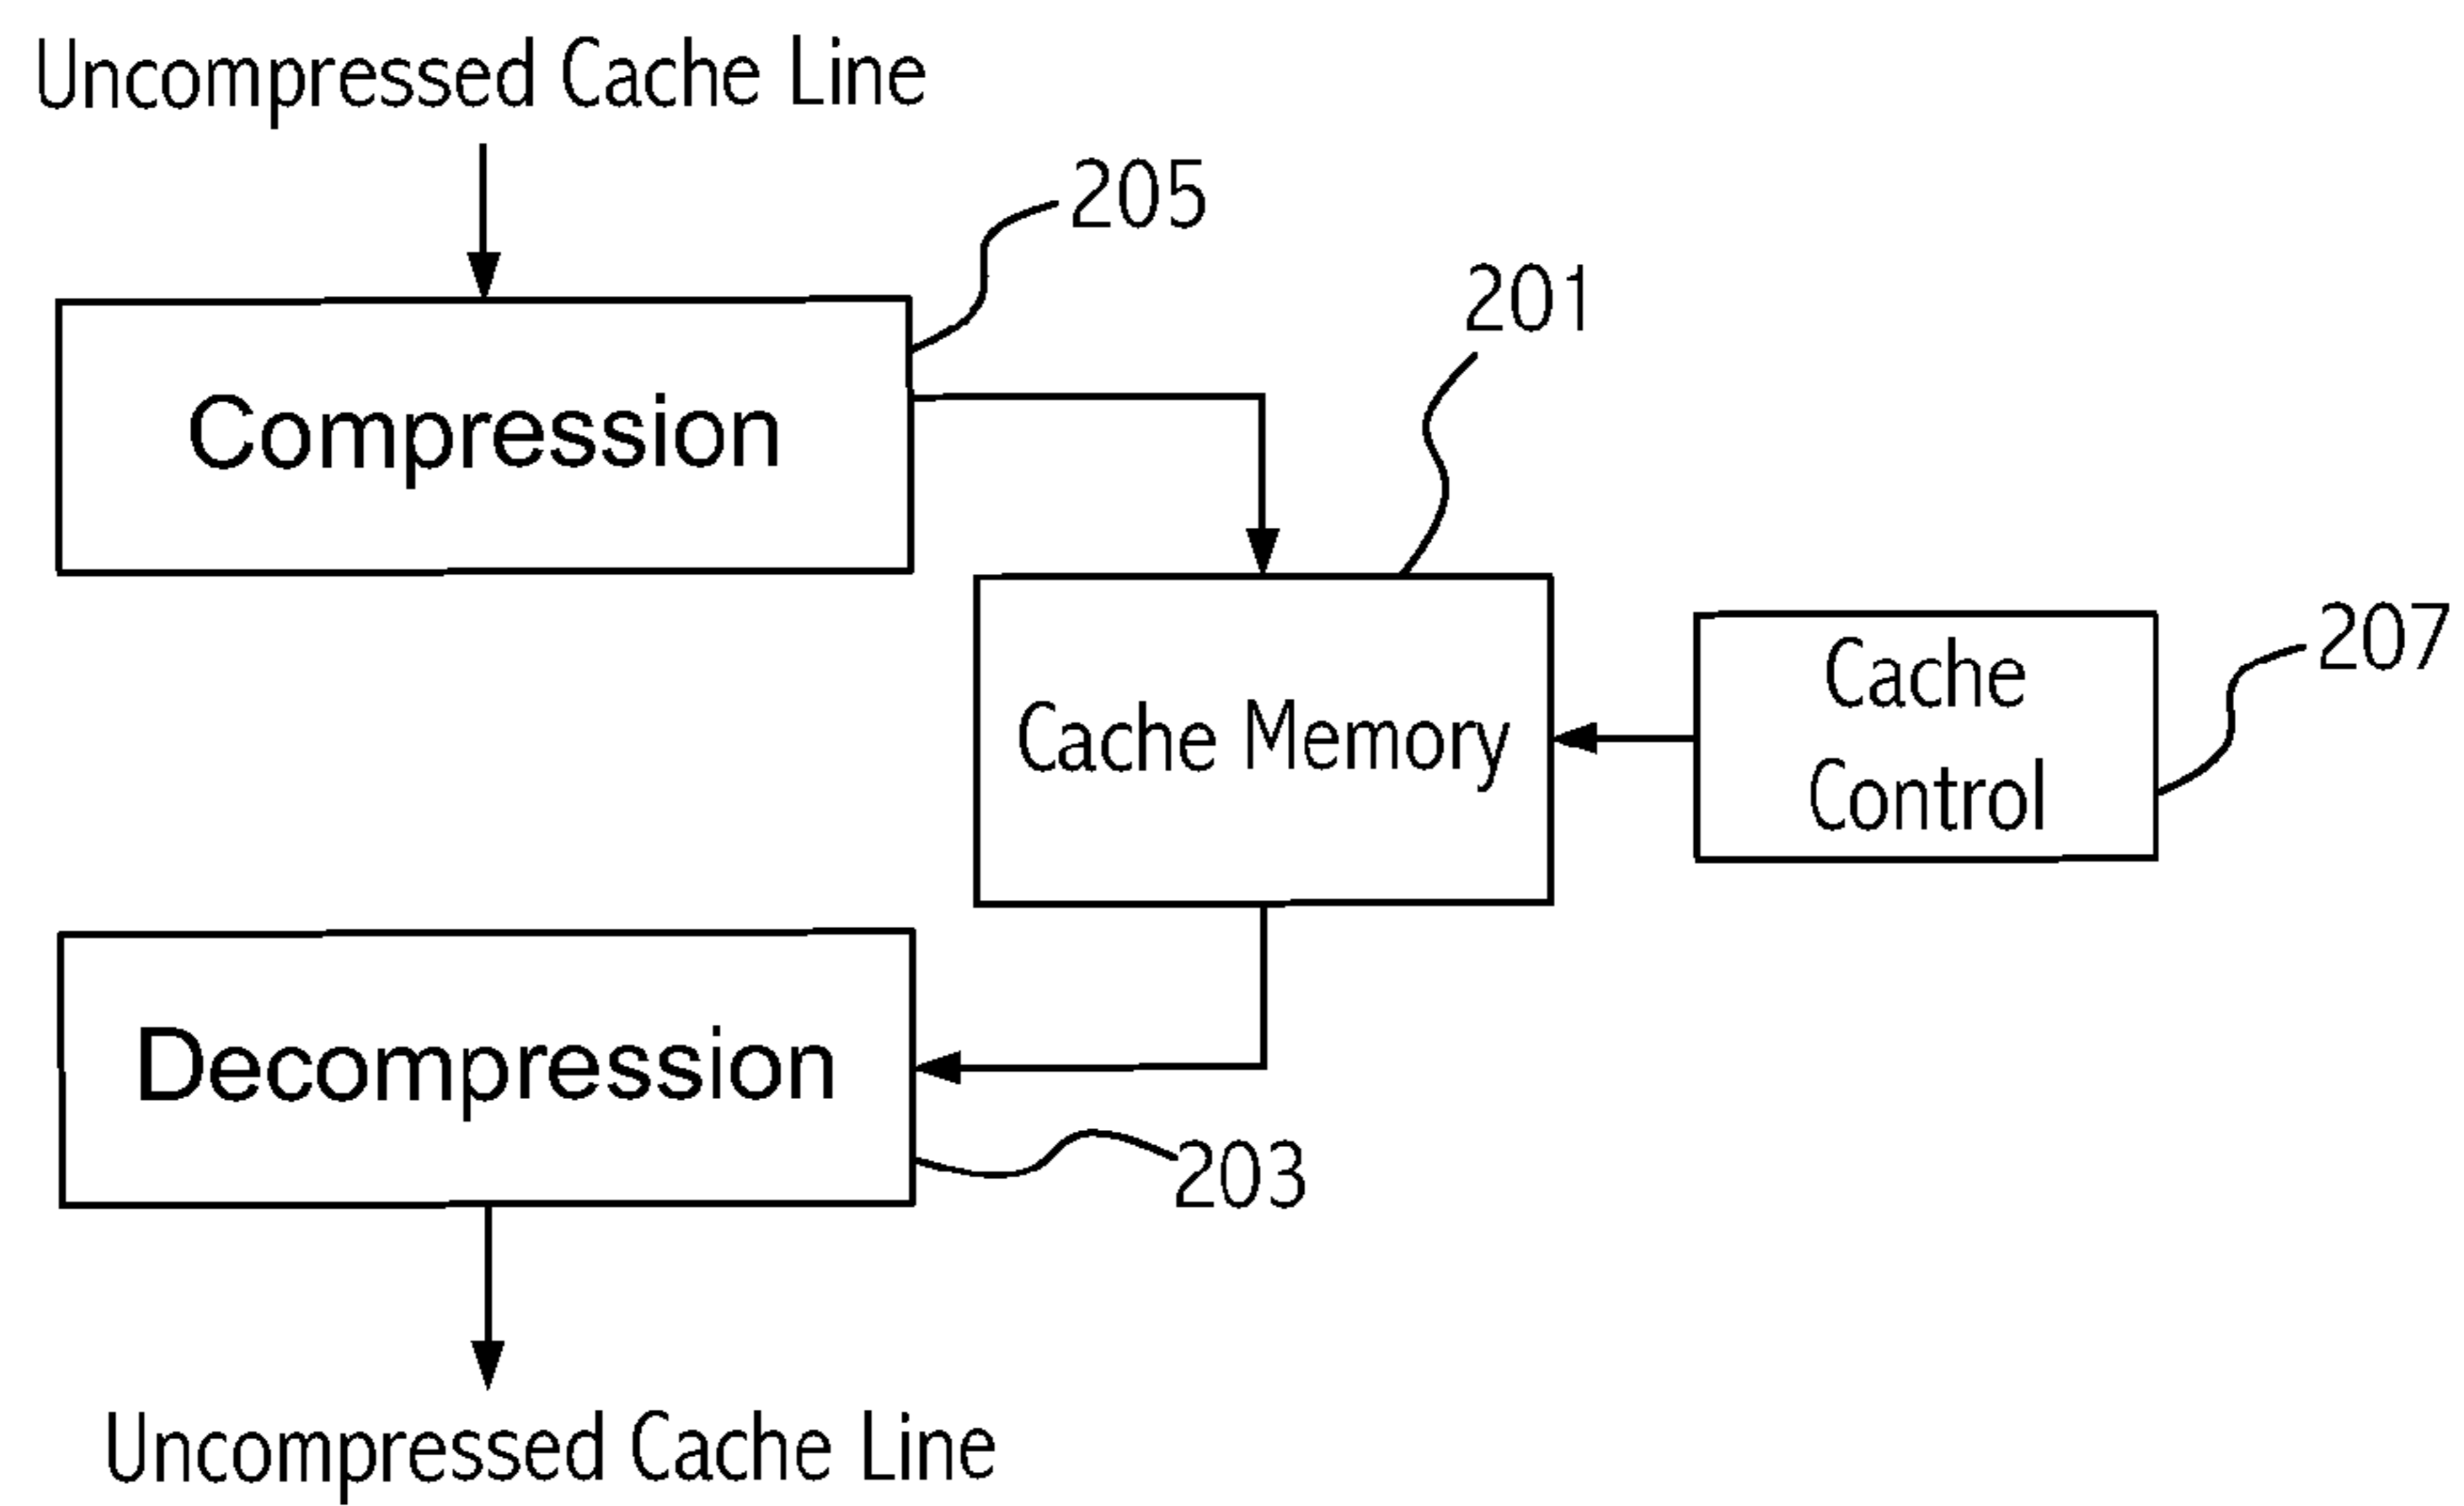 Uncompressed Cache Line
205
201
Compression
207
Cache
Control
Cache Memory
Decompression
203
Uncompressed Cache Line